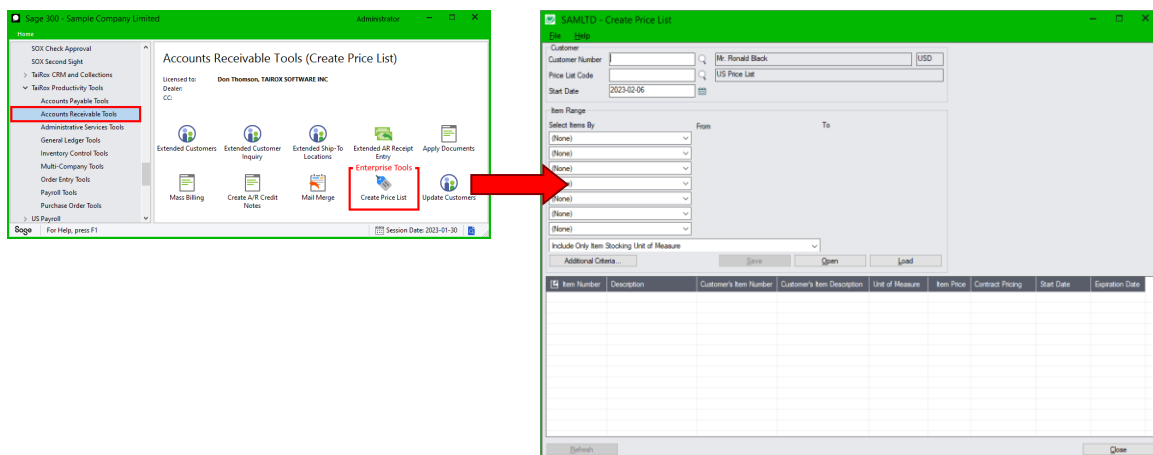 Sage 300 - Sample Company Limited
Administrator
Home
SOX Check Approval
SOX Second Sight
TaiRox CRM and Collections
TaiRox Productivity Tools
Accounts Payable Tools
Accounts Receivable Tools
Administrative Services Tools
General Ledger Tools
Inventory Control Tools
Multi-Company Tools
Order Entry Tools
Payroll Tools
Purchase Order Tools
US Payroll
Accounts Receivable Tools (Create Price List)
Licensed to: Don Thomson, TAIROX SOFTWARE INC
Dealer:
CC:
Extended Customers
Extended Customer
Inquiry
Extended Ship-To
Locations
Extended AR Receipt
Entry
Apply Documents
Enterprise Tools
Mass Billing
Create A/R Credit
Notes
Mail Merge
Create Price List
Update Customers
Sage For Help, press F1
Session Date: 2023-01-30
SAMLTD - Create Price List
File Help
Customer
Customer Number Mr. Ronald Black USD
Price List Code US Price List
Start Date 2023-02-06
Item Range
Select Items By From To
(None)
(None)
(None)
(None)
(None)
(None)
Include Only Item Stocking Unit of Measure
Additional Criteria... Save Open Load
Item Number Description Customer's Item Number Customer's Item Description Unit of Measure Item Price Contract Pricing Start Date Expiration Date
Refresh Close